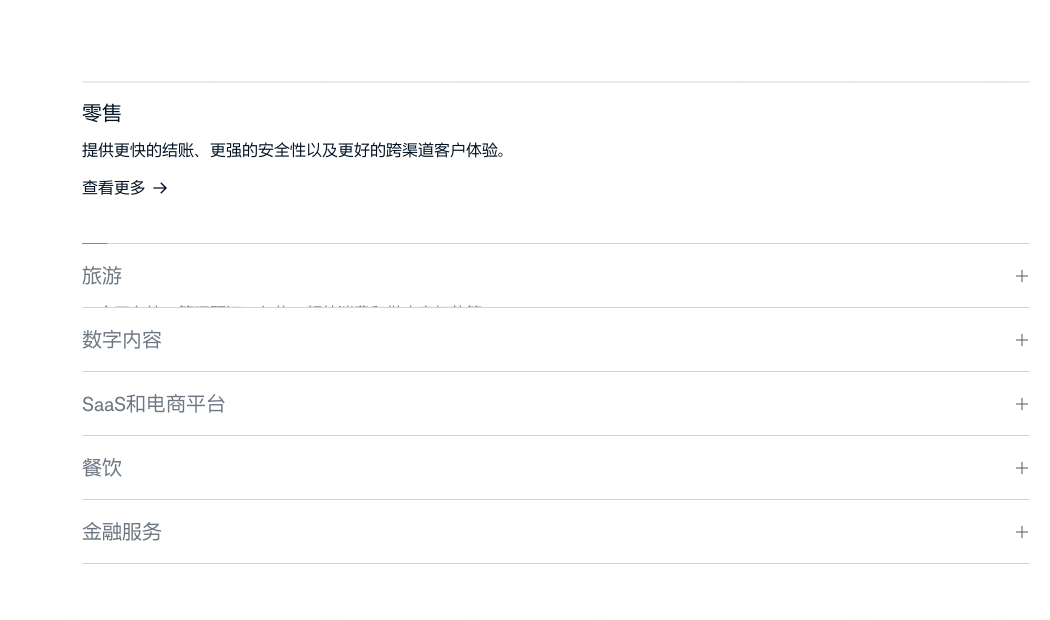 零售
提供更快的结账、更强的安全性以及更好的跨渠道客户体验。
查看更多 →
旅游
数字内容
SaaS和电商平台
餐饮
金融服务